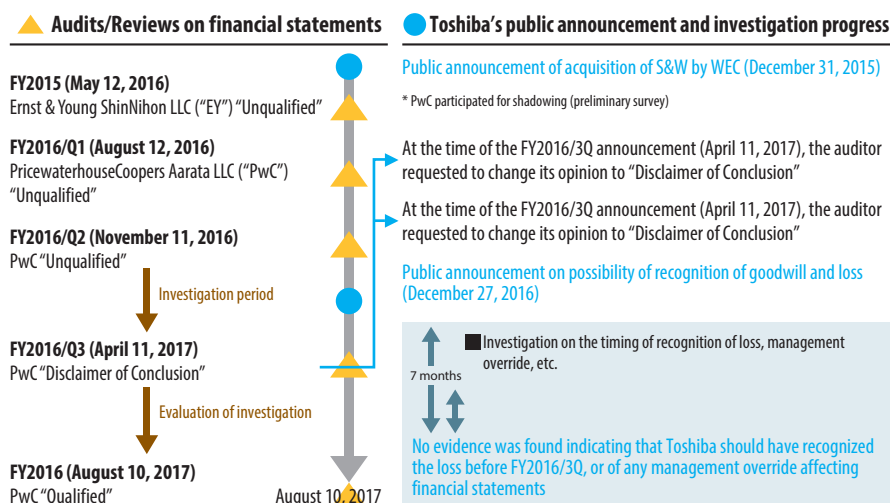 Audits/Reviews on financial statements
Toshiba's public announcement and investigation progress
FY2015 (May 12, 2016)
Ernst & Young ShinNihon LLC (“EY”) “Unqualified”
FY2016/Q1 (August 12, 2016)
PricewaterhouseCoopers Aarata LLC (“PwC”)
“Unqualified”
FY2016/Q2 (November 11, 2016)
PwC “Unqualified”
Investigation period
FY2016/Q3 (April 11, 2017)
PwC “Disclaimer of Conclusion”
Evaluation of investigation
FY2016 (August 10, 2017)
PwC “Qualified”
August 10, 2017
Public announcement of acquisition of S&W by WEC (December 31, 2015)
* PwC participated for shadowing (preliminary survey)
At the time of the FY2016/3Q announcement (April 11, 2017), the auditor
requested to change its opinion to “Disclaimer of Conclusion”
At the time of the FY2016/3Q announcement (April 11, 2017), the auditor
requested to change its opinion to “Disclaimer of Conclusion”
Public announcement on possibility of recognition of goodwill and loss
(December 27, 2016)
Investigation on the timing of recognition of loss, management
override, etc.
7 months
No evidence was found indicating that Toshiba should have recognized
the loss before FY2016/3Q, or of any management override affecting
financial statements